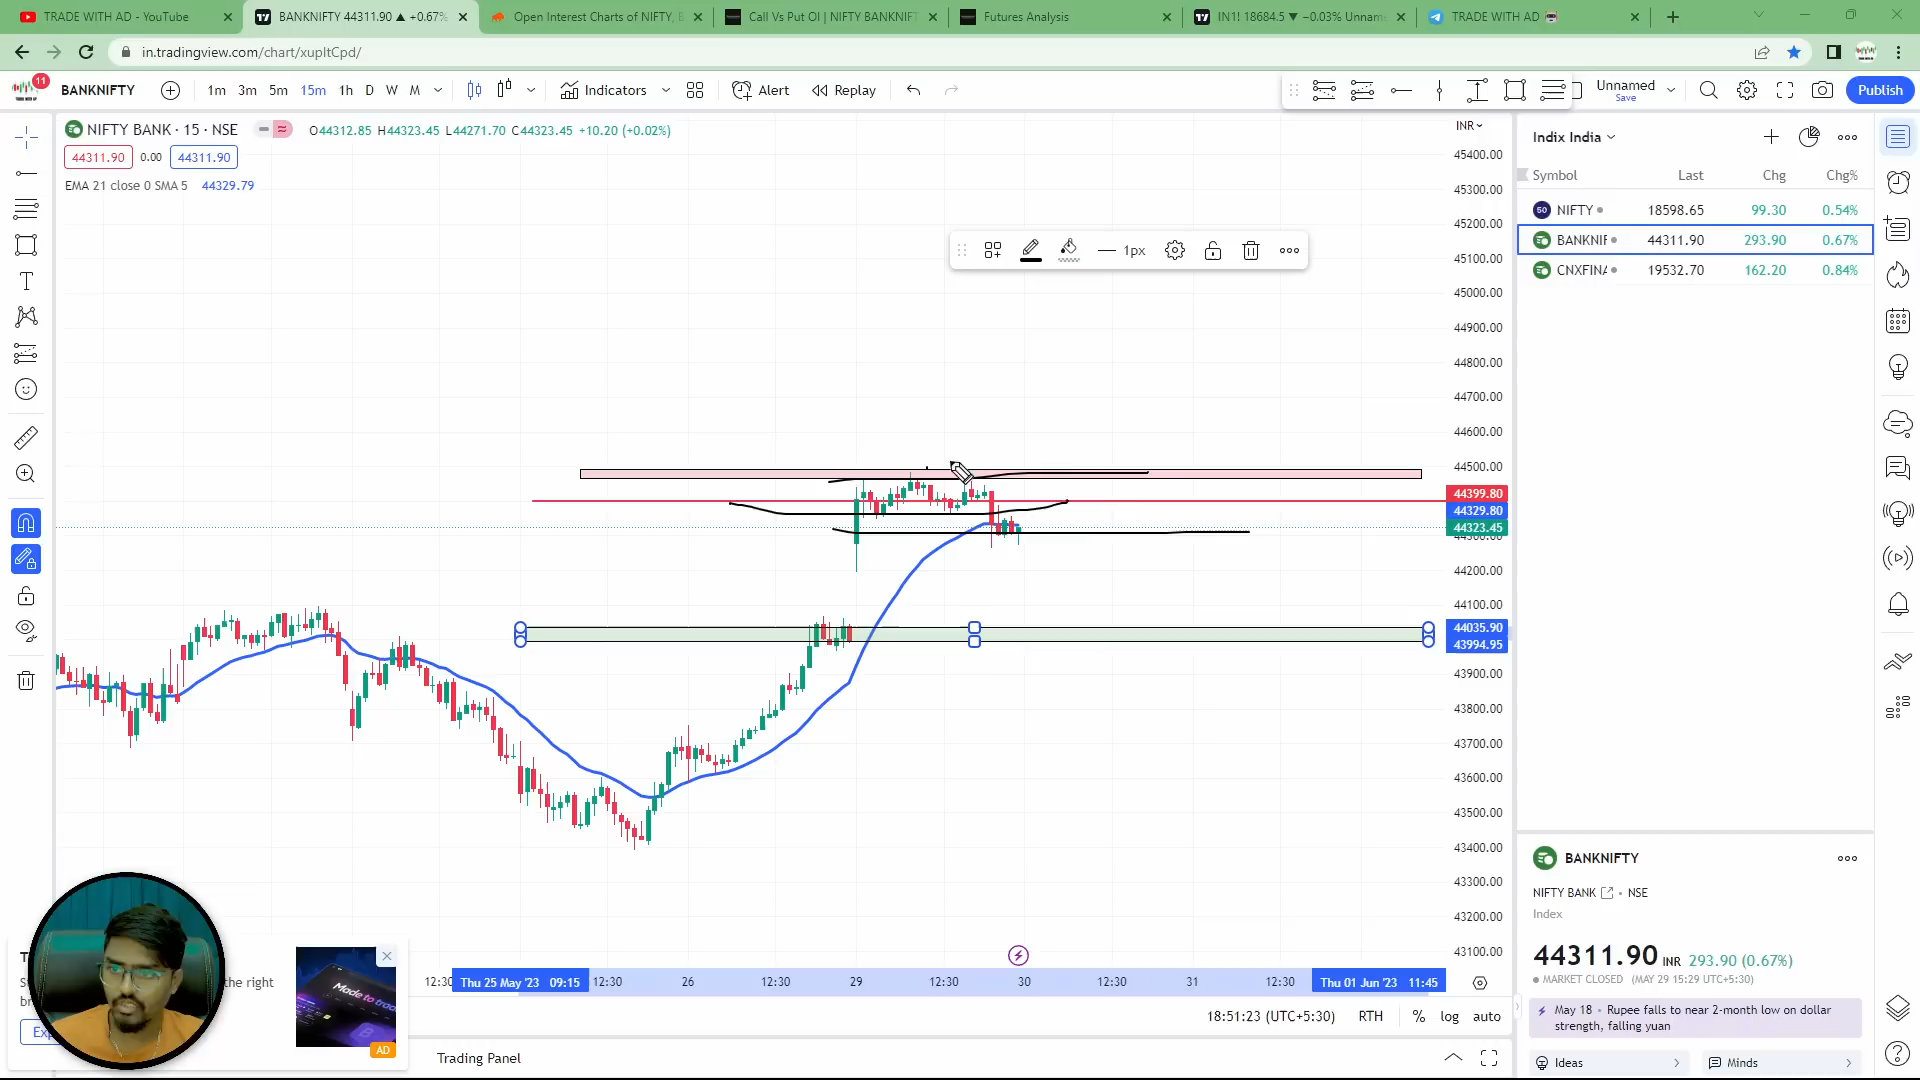 TRADE WITH AD - YouTube
BANKNIFTY 44311.90 ▲ +0.67%
Open Interest Charts of NIFTY, B
Call Vs Put OI | NIFTY BANKNIFT
Futures Analysis
IN1! 18684.5 ▼ −0.03% Unnam
TRADE WITH AD
in.tradingview.com/chart/xupltCpd/
11
BANKNIFTY
1m 3m 5m 15m 1h D W M
Indicators
Alert
Replay
Unnamed
Save
Publish
NIFTY BANK · 15 · NSE
O44312.85 H44323.45 L44271.70 C44323.45 +10.20 (+0.02%)
44311.90 0.00 44311.90
EMA 21 close 0 SMA 5 44329.79
1px
INR
45400.00
45300.00
45200.00
45100.00
45000.00
44900.00
44800.00
44700.00
44600.00
44500.00
44399.80
44329.80
44323.45
44300.00
44200.00
44100.00
44035.90
43994.95
43900.00
43800.00
43700.00
43600.00
43500.00
43400.00
43300.00
43200.00
43100.00
12:30 Thu 25 May '23 09:15 12:30 26 12:30 29 12:30 30 12:30 31 12:30 Thu 01 Jun '23 11:45
18:51:23 (UTC+5:30) RTH % log auto
Trading Panel
the right
Made to
AD
Indix India
Symbol Last Chg Chg%
50 NIFTY 18598.65 99.30 0.54%
BANKNIF 44311.90 293.90 0.67%
CNXFINA 19532.70 162.20 0.84%
BANKNIFTY
NIFTY BANK • NSE
Index
44311.90 INR 293.90 (0.67%)
MARKET CLOSED (MAY 29 15:29 UTC+5:30)
May 18 • Rupee falls to near 2-month low on dollar
strength, falling yuan
Ideas
Minds